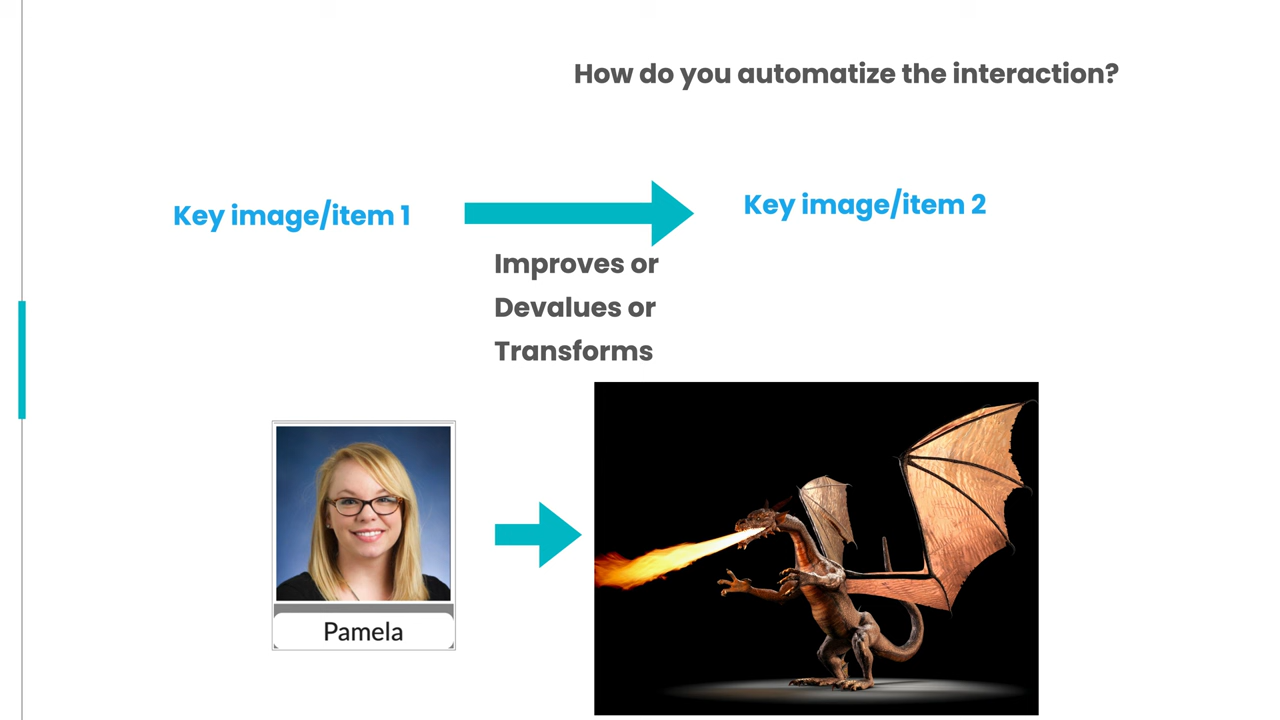 How do you automatize the interaction?
Key image/item 1
Key image/item 2
Improves or
Devalues or
Transforms
Pamela